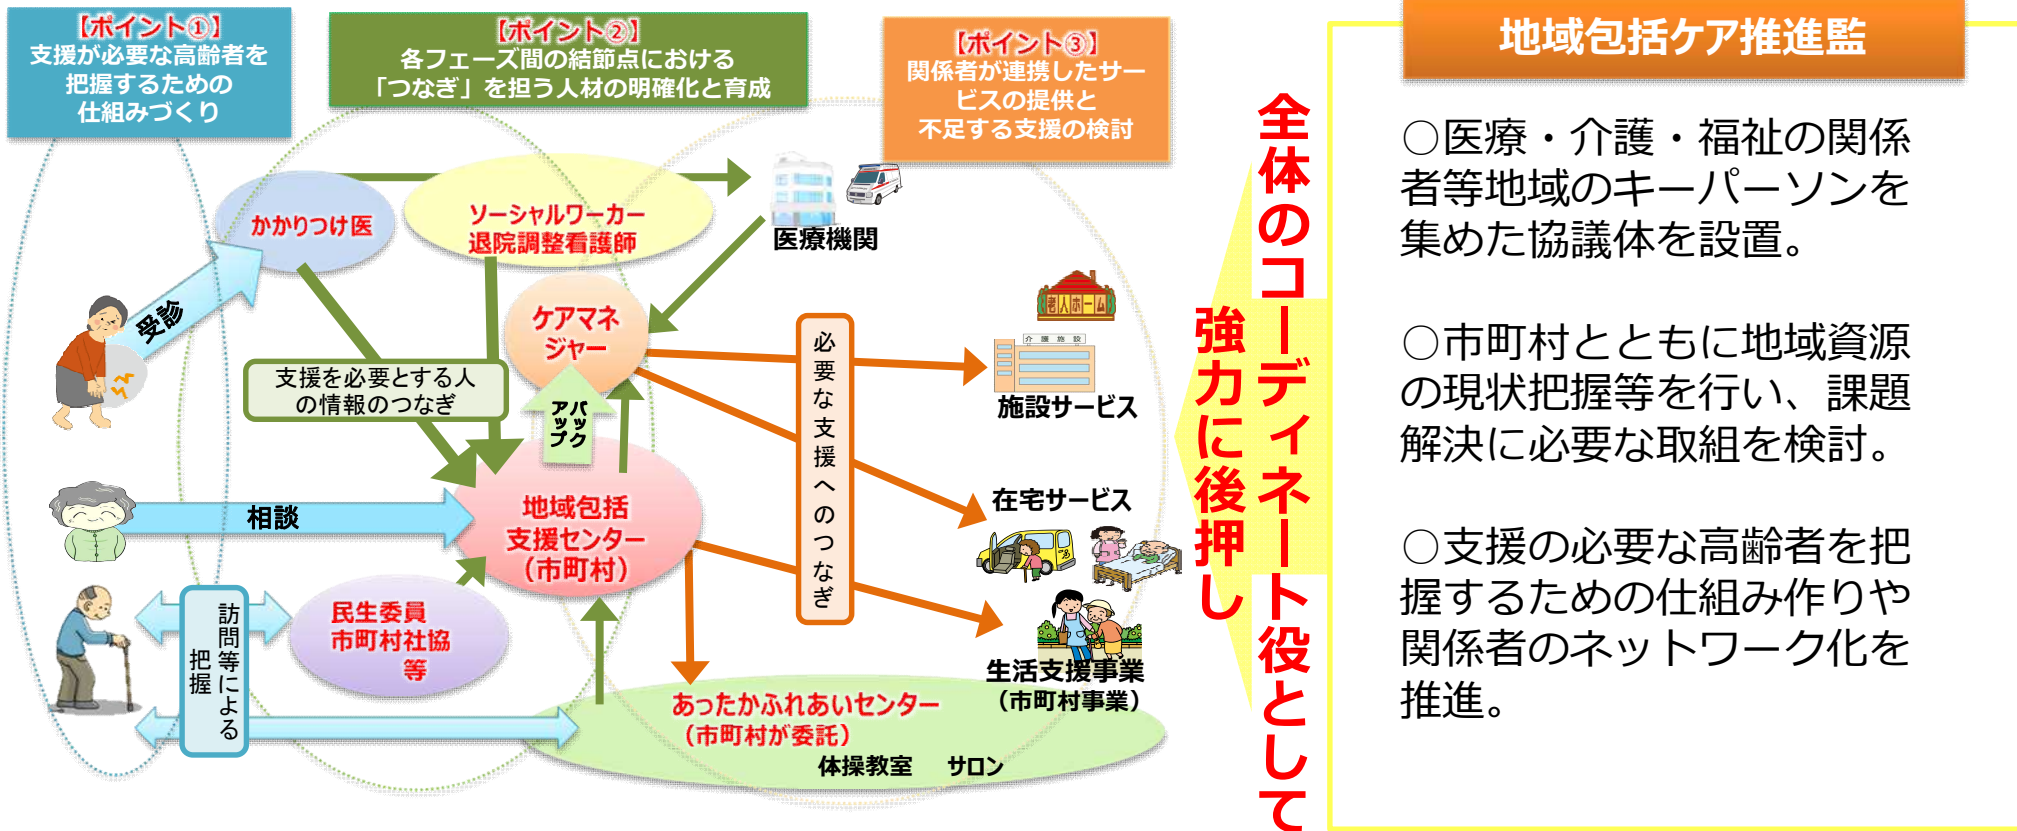 【ポイント①】
支援が必要な高齢者を
把握するための
仕組みづくり
【ポイント②】
各フェーズ間の結節点における
「つなぎ」を担う人材の明確化と育成
【ポイント③】
関係者が連携したサー
ビスの提供と
不足する支援の検討
かかりつけ医
ソーシャルワーカー
退院調整看護師
医療機関
受診
ケアマネ
ジャー
老人ホーム
介護施設
施設サービス
支援を必要とする人
の情報のつなぎ
バック
アップ
必要な支援へのつなぎ
相談
地域包括
支援センター
（市町村）
在宅サービス
訪問等による
把握
民生委員
市町村社協
等
生活支援事業
（市町村事業）
あったかふれあいセンター
（市町村が委託）
体操教室　サロン
全体のコーディネート役として
強力に後押し
地域包括ケア推進監
○医療・介護・福祉の関係
者等地域のキーパーソンを
集めた協議体を設置。
○市町村とともに地域資源
の現状把握等を行い、課題
解決に必要な取組を検討。
○支援の必要な高齢者を把
握するための仕組み作りや
関係者のネットワーク化を
推進。